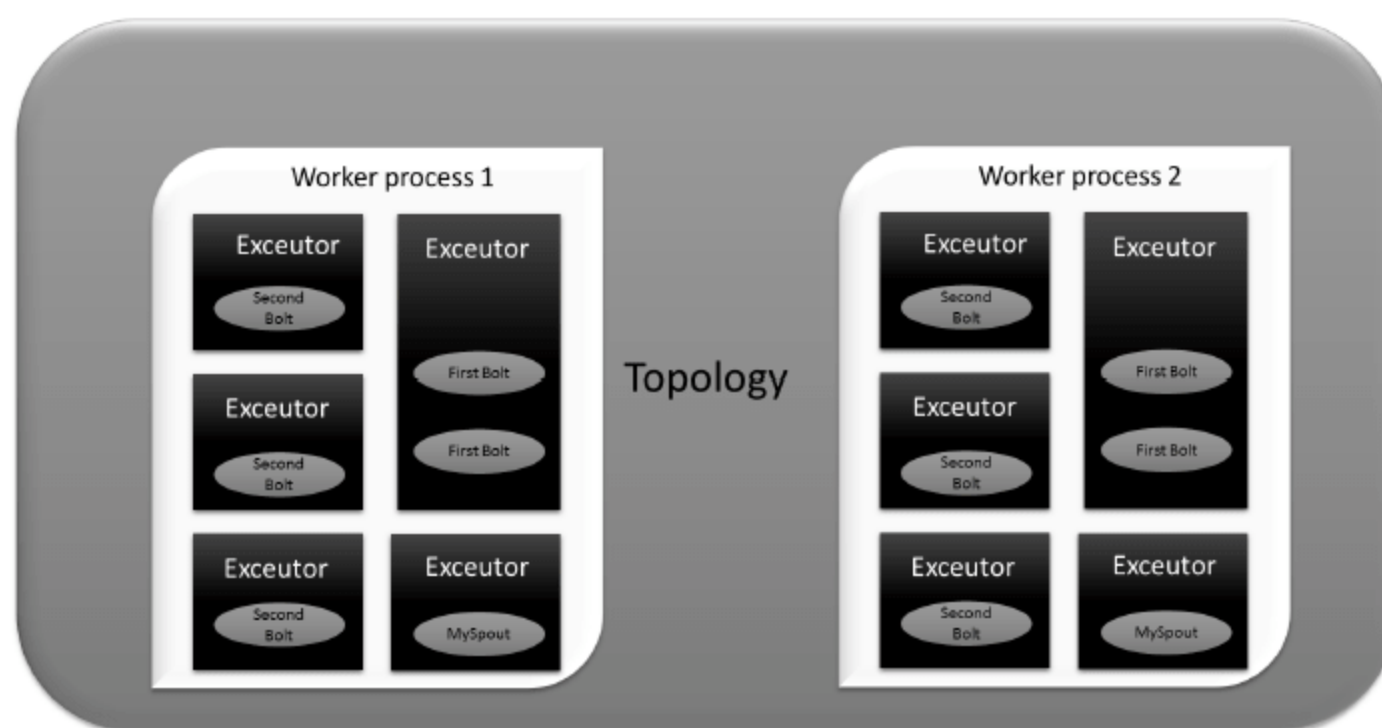 Worker process 1
Exceutor
Second
Bolt
Exceutor
First Bolt
First Bolt
Exceutor
Second
Bolt
Exceutor
Second
Bolt
Exceutor
MySpout
Topology
Worker process 2
Exceutor
Second
Bolt
Exceutor
First Bolt
First Bolt
Exceutor
Second
Bolt
Exceutor
Second
Bolt
Exceutor
MySpout